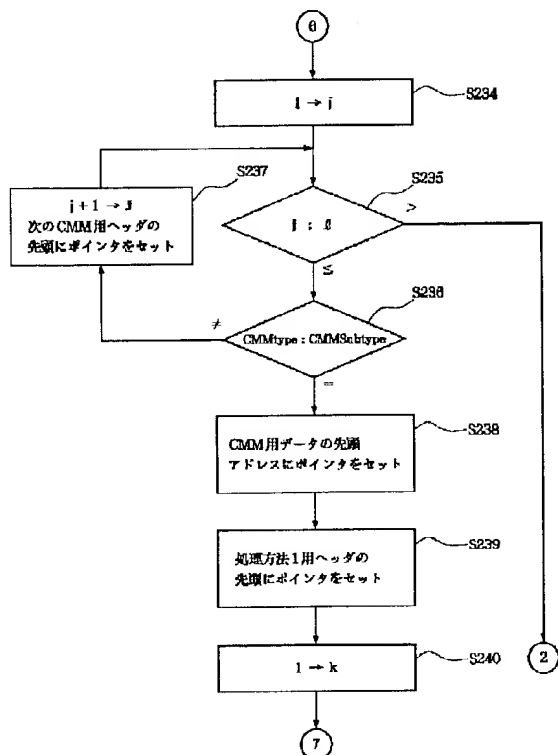 6
1 → j
S234
S237
j + 1 → j
次のCMM用ヘッダの
先頭にポインタをセット
S235
j : ℓ
>
≤
S236
≠
CMMtype : CMMSubtype
=
CMM用データの先頭
アドレスにポインタをセット
S238
処理方法1用ヘッダの
先頭にポインタをセット
S239
1 → k
S240
2
7